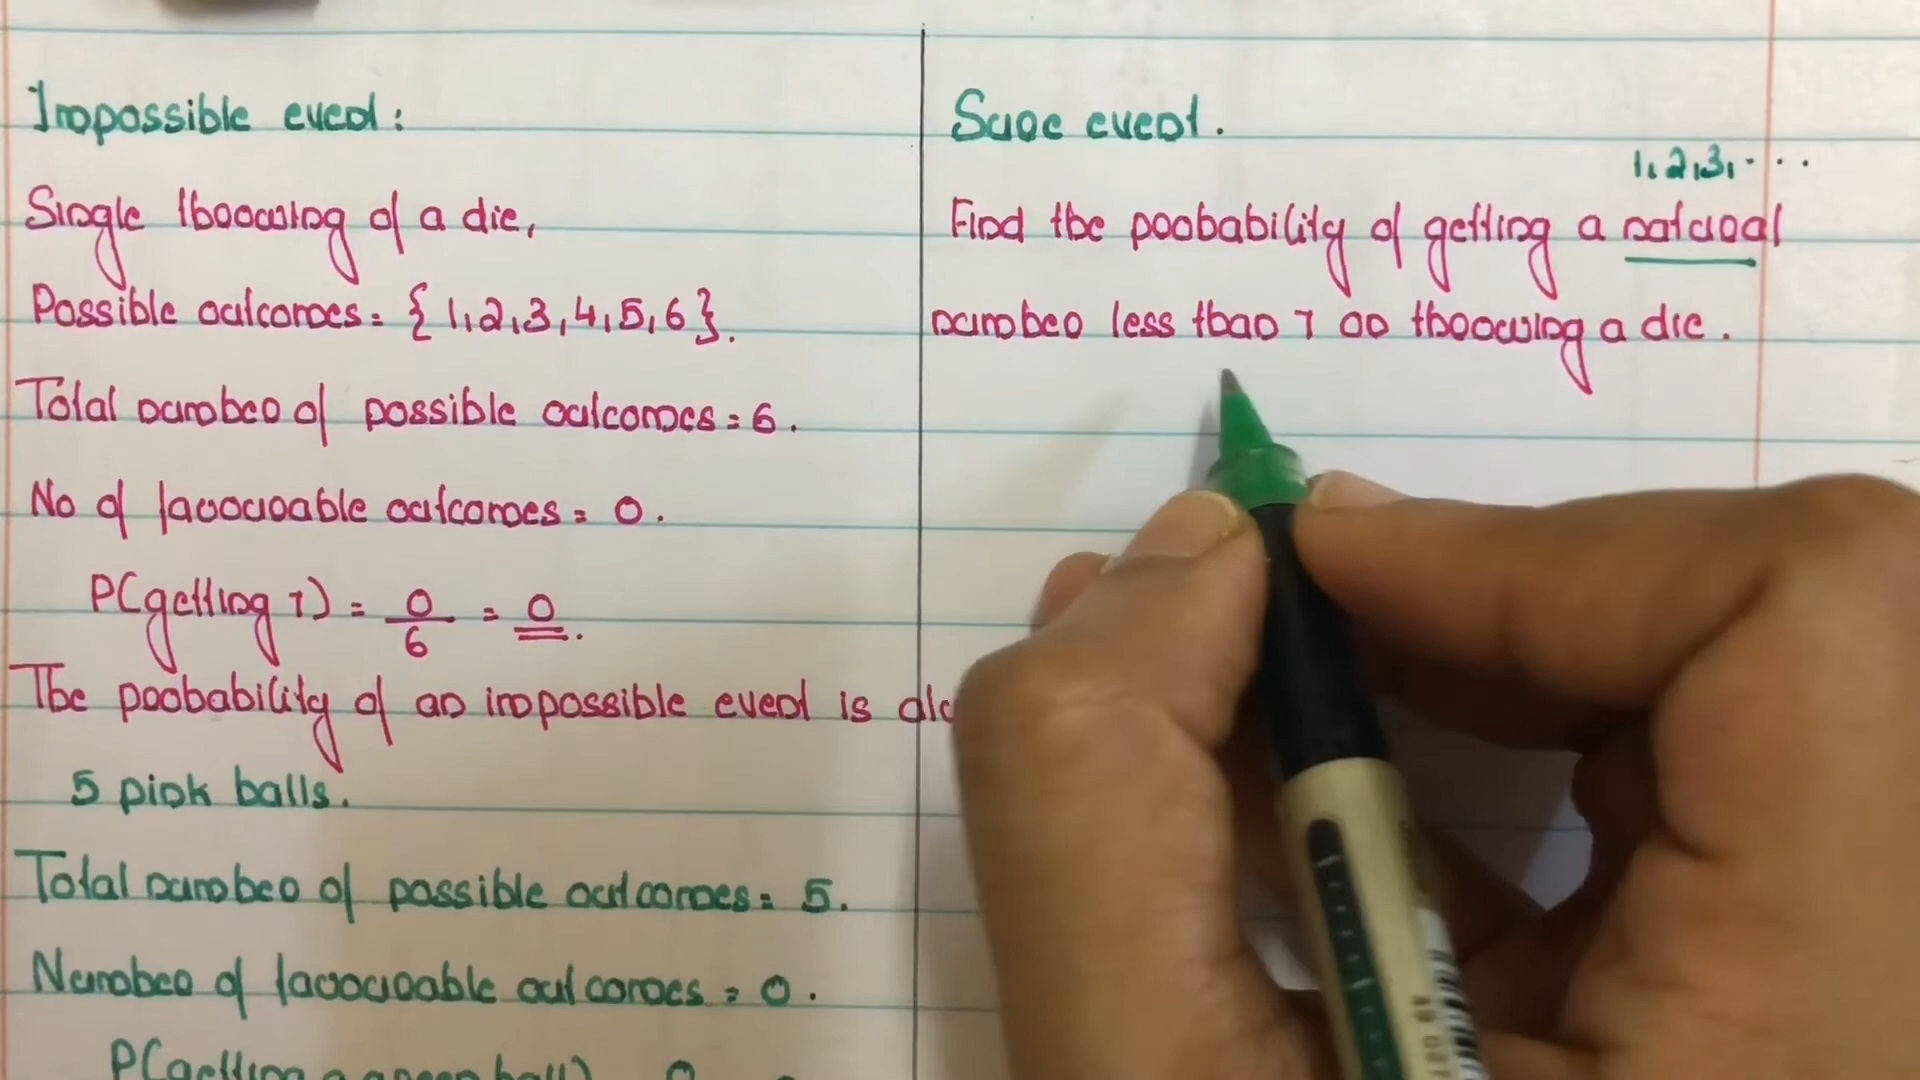 Impossible event:
Single throwing of a die,
Possible outcomes = {1,2,3,4,5,6}.
Total number of possible outcomes = 6.
No of favourable outcomes = 0.
P(getting 7) = 0/6 = 0.
The probability of an impossible event is
5 pink balls.
Total number of possible outcomes = 5.
Number of favourable outcomes = 0.
P(getting a green ball)
Sure event.
1,2,3,...
Find the probability of getting a natural
number less than 7 on throwing a die.